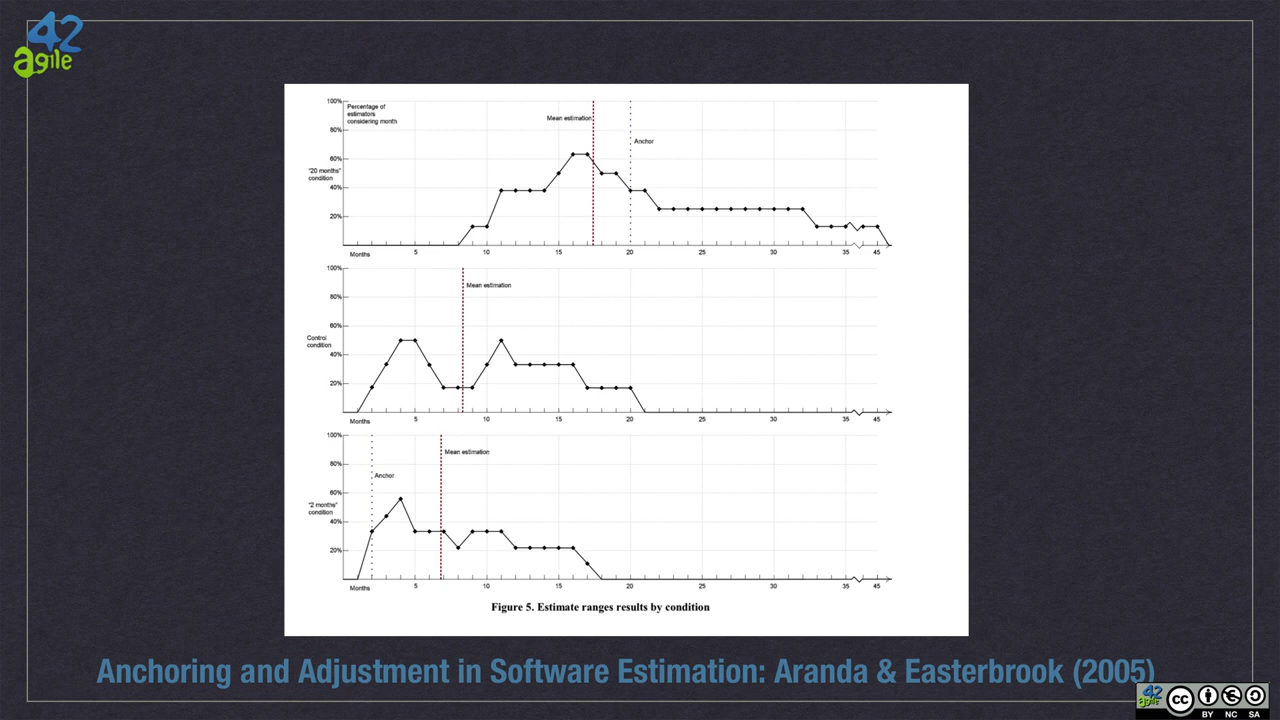 42
agile
100%
Percentage of
estimators
considering month
Mean estimation
80%
Anchor
60%
"20 months"
condition
40%
20%
5 10 15 20 25 30 35 45
Months
100%
Mean estimation
80%
60%
Control
condition
40%
20%
5 10 15 20 25 30 35 45
Months
100%
Mean estimation
80%
Anchor
60%
"2 months"
condition
40%
20%
5 10 15 20 25 30 35 45
Months
Figure 5. Estimate ranges results by condition
Anchoring and Adjustment in Software Estimation: Aranda & Easterbrook (2005)
42
agile
cc
BY NC SA